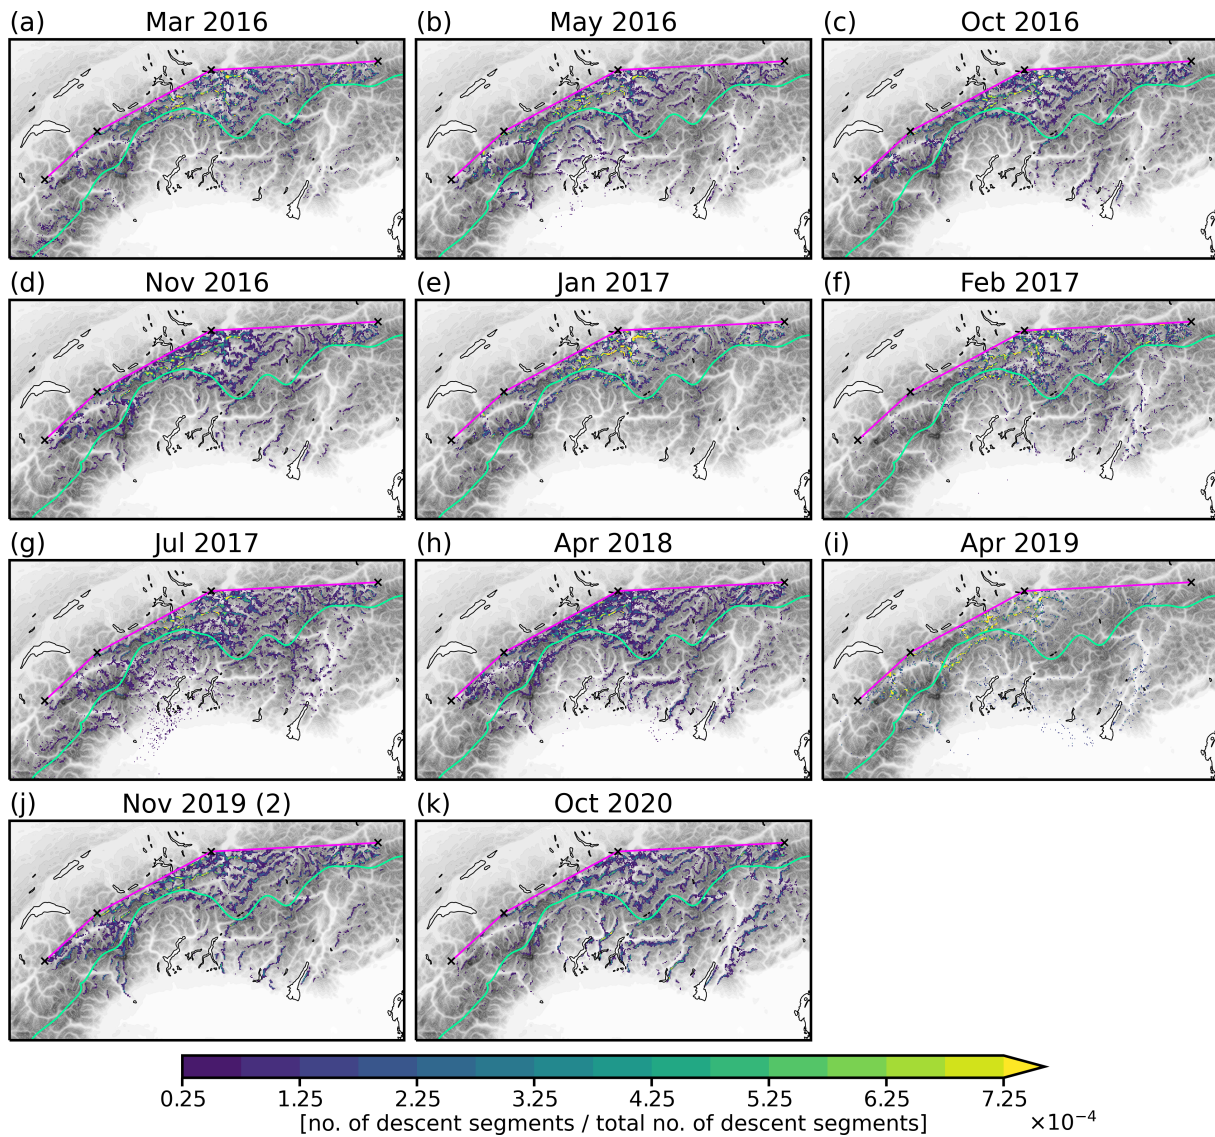 (a) Mar 2016
(b) May 2016
(c) Oct 2016
(d) Nov 2016
(e) Jan 2017
(f) Feb 2017
(g) Jul 2017
(h) Apr 2018
(i) Apr 2019
(j) Nov 2019 (2)
(k) Oct 2020
0.25 1.25 2.25 3.25 4.25 5.25 6.25 7.25
[no. of descent segments / total no. of descent segments] ×10⁻⁴